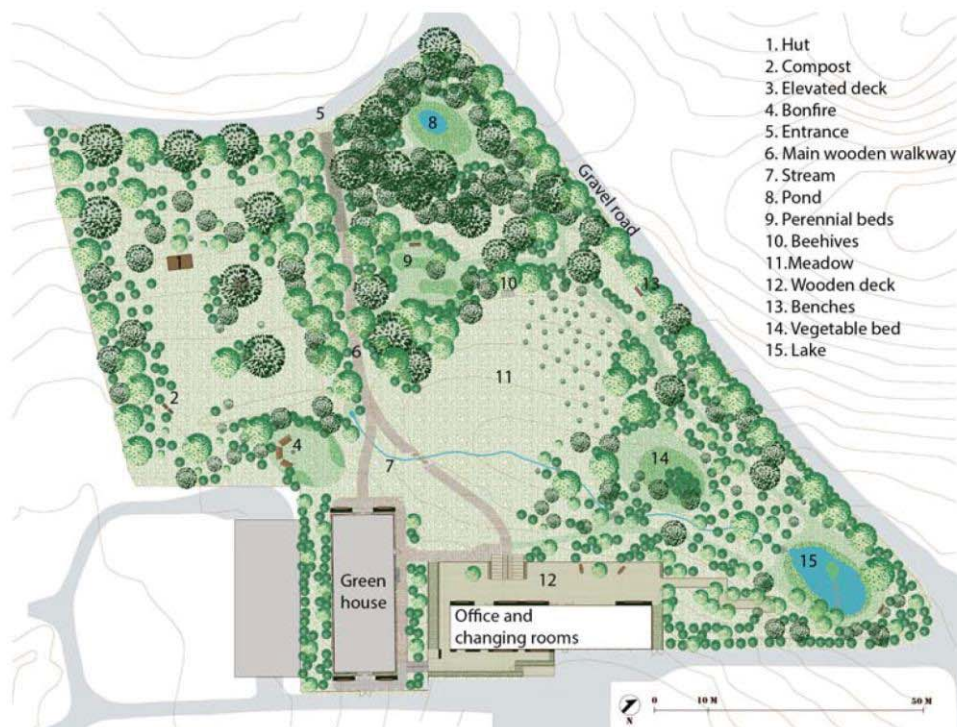 1. Hut
2. Compost
3. Elevated deck
4. Bonfire
5. Entrance
6. Main wooden walkway
7. Stream
8. Pond
9. Perennial beds
10. Beehives
11.Meadow
12. Wooden deck
13. Benches
14. Vegetable bed
15. Lake
5
8
Gravel road
1
9
10
13
6
11
2
4
7
14
15
Green
house
12
Office and
changing rooms
N
0 10 M 50 M